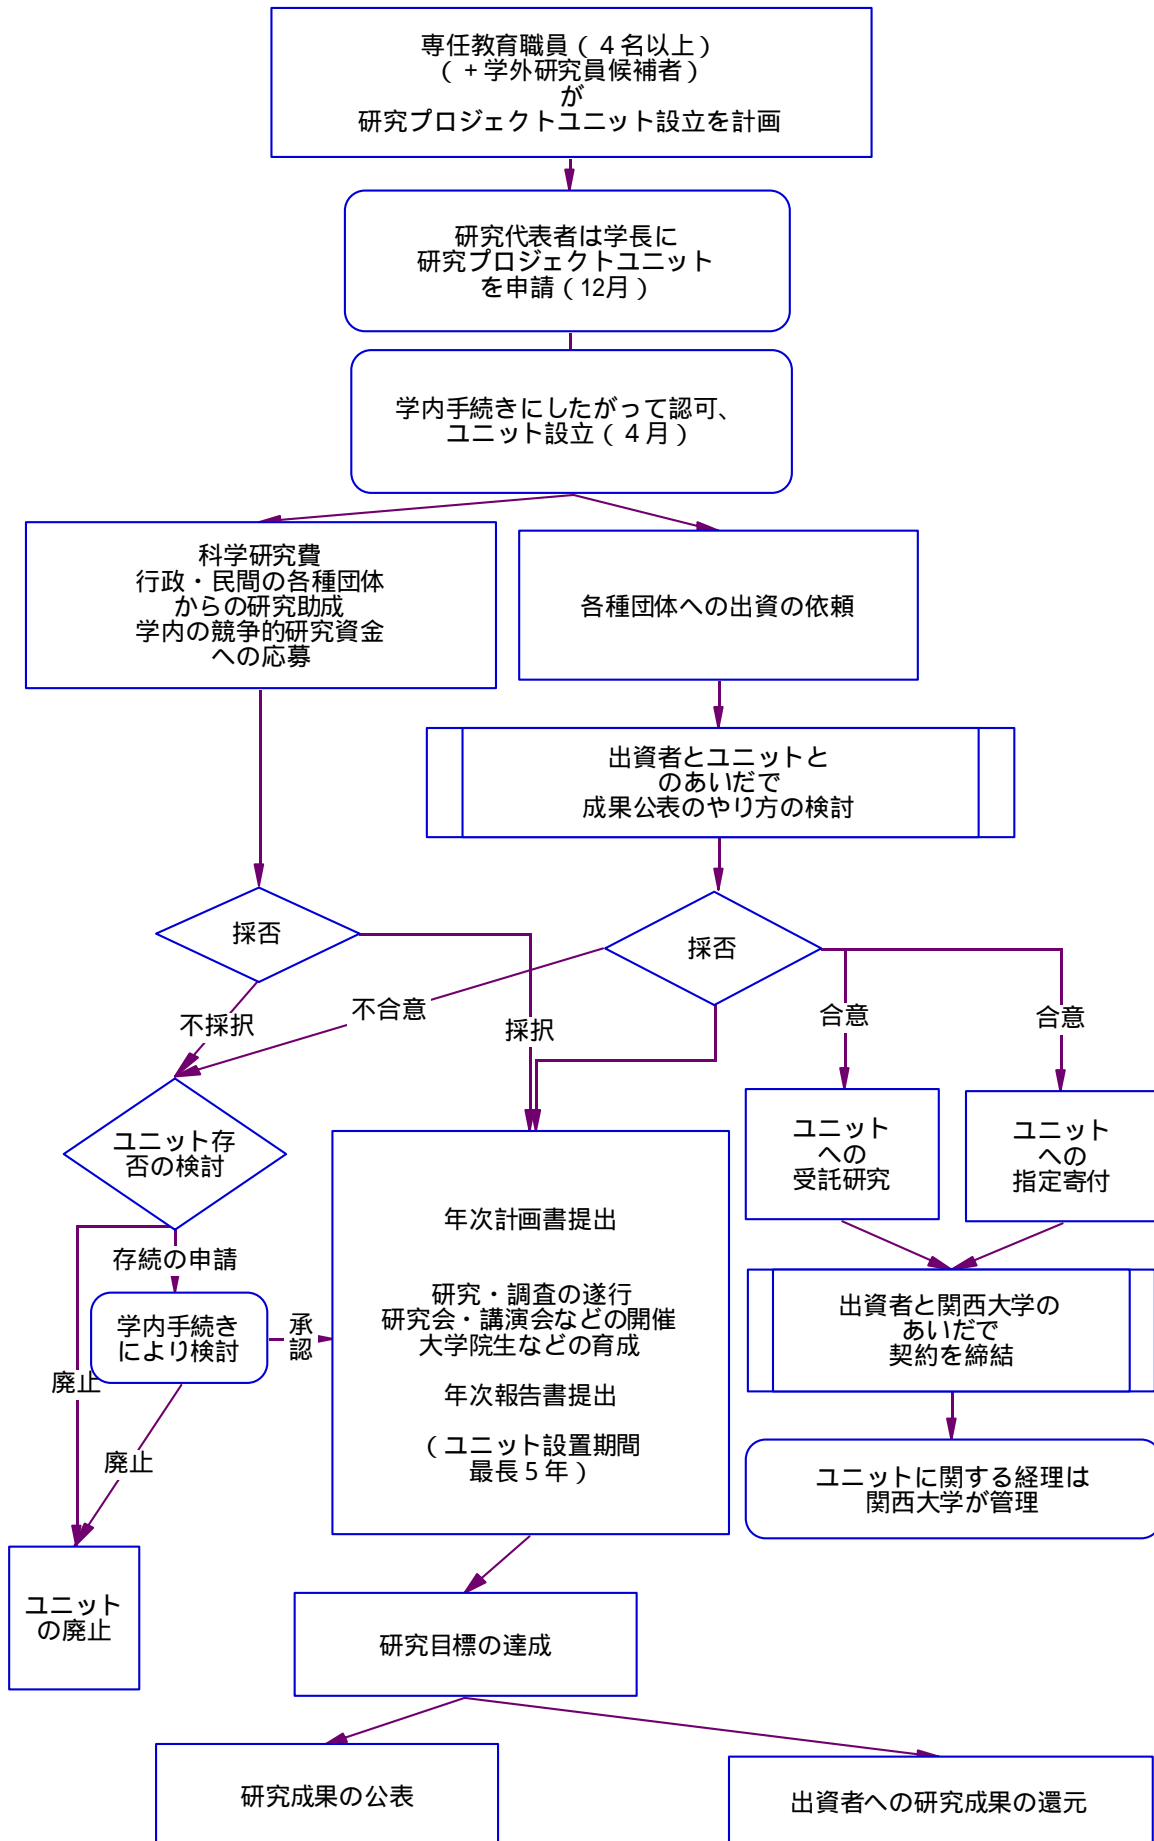 専任教育職員（４名以上）
（+学外研究員候補者）
が
研究プロジェクトユニット設立を計画
研究代表者は学長に
研究プロジェクトユニット
を申請（12月）
学内手続きにしたがって認可、
ユニット設立（４月）
科学研究費
行政・民間の各種団体
からの研究助成
学内の競争的研究資金
への応募
各種団体への出資の依頼
出資者とユニットと
のあいだで
成果公表のやり方の検討
採否
採否
不採択
不合意
採択
合意
合意
ユニット存
否の検討
ユニット
への
受託研究
ユニット
への
指定寄付
存続の申請
学内手続き
により検討
承
認
廃止
廃止
年次計画書提出
研究・調査の遂行
研究会・講演会などの開催
大学院生などの育成
年次報告書提出
（ユニット設置期間
最長５年）
出資者と関西大学の
あいだで
契約を締結
ユニットに関する経理は
関西大学が管理
ユニット
の廃止
研究目標の達成
研究成果の公表
出資者への研究成果の還元